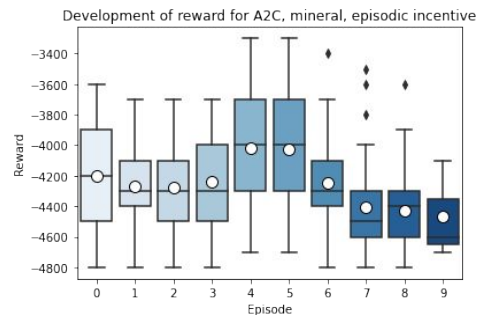 Development of reward for A2C, mineral, episodic incentive
Reward
−3400
−3600
−3800
−4000
−4200
−4400
−4600
−4800
0 1 2 3 4 5 6 7 8 9
Episode